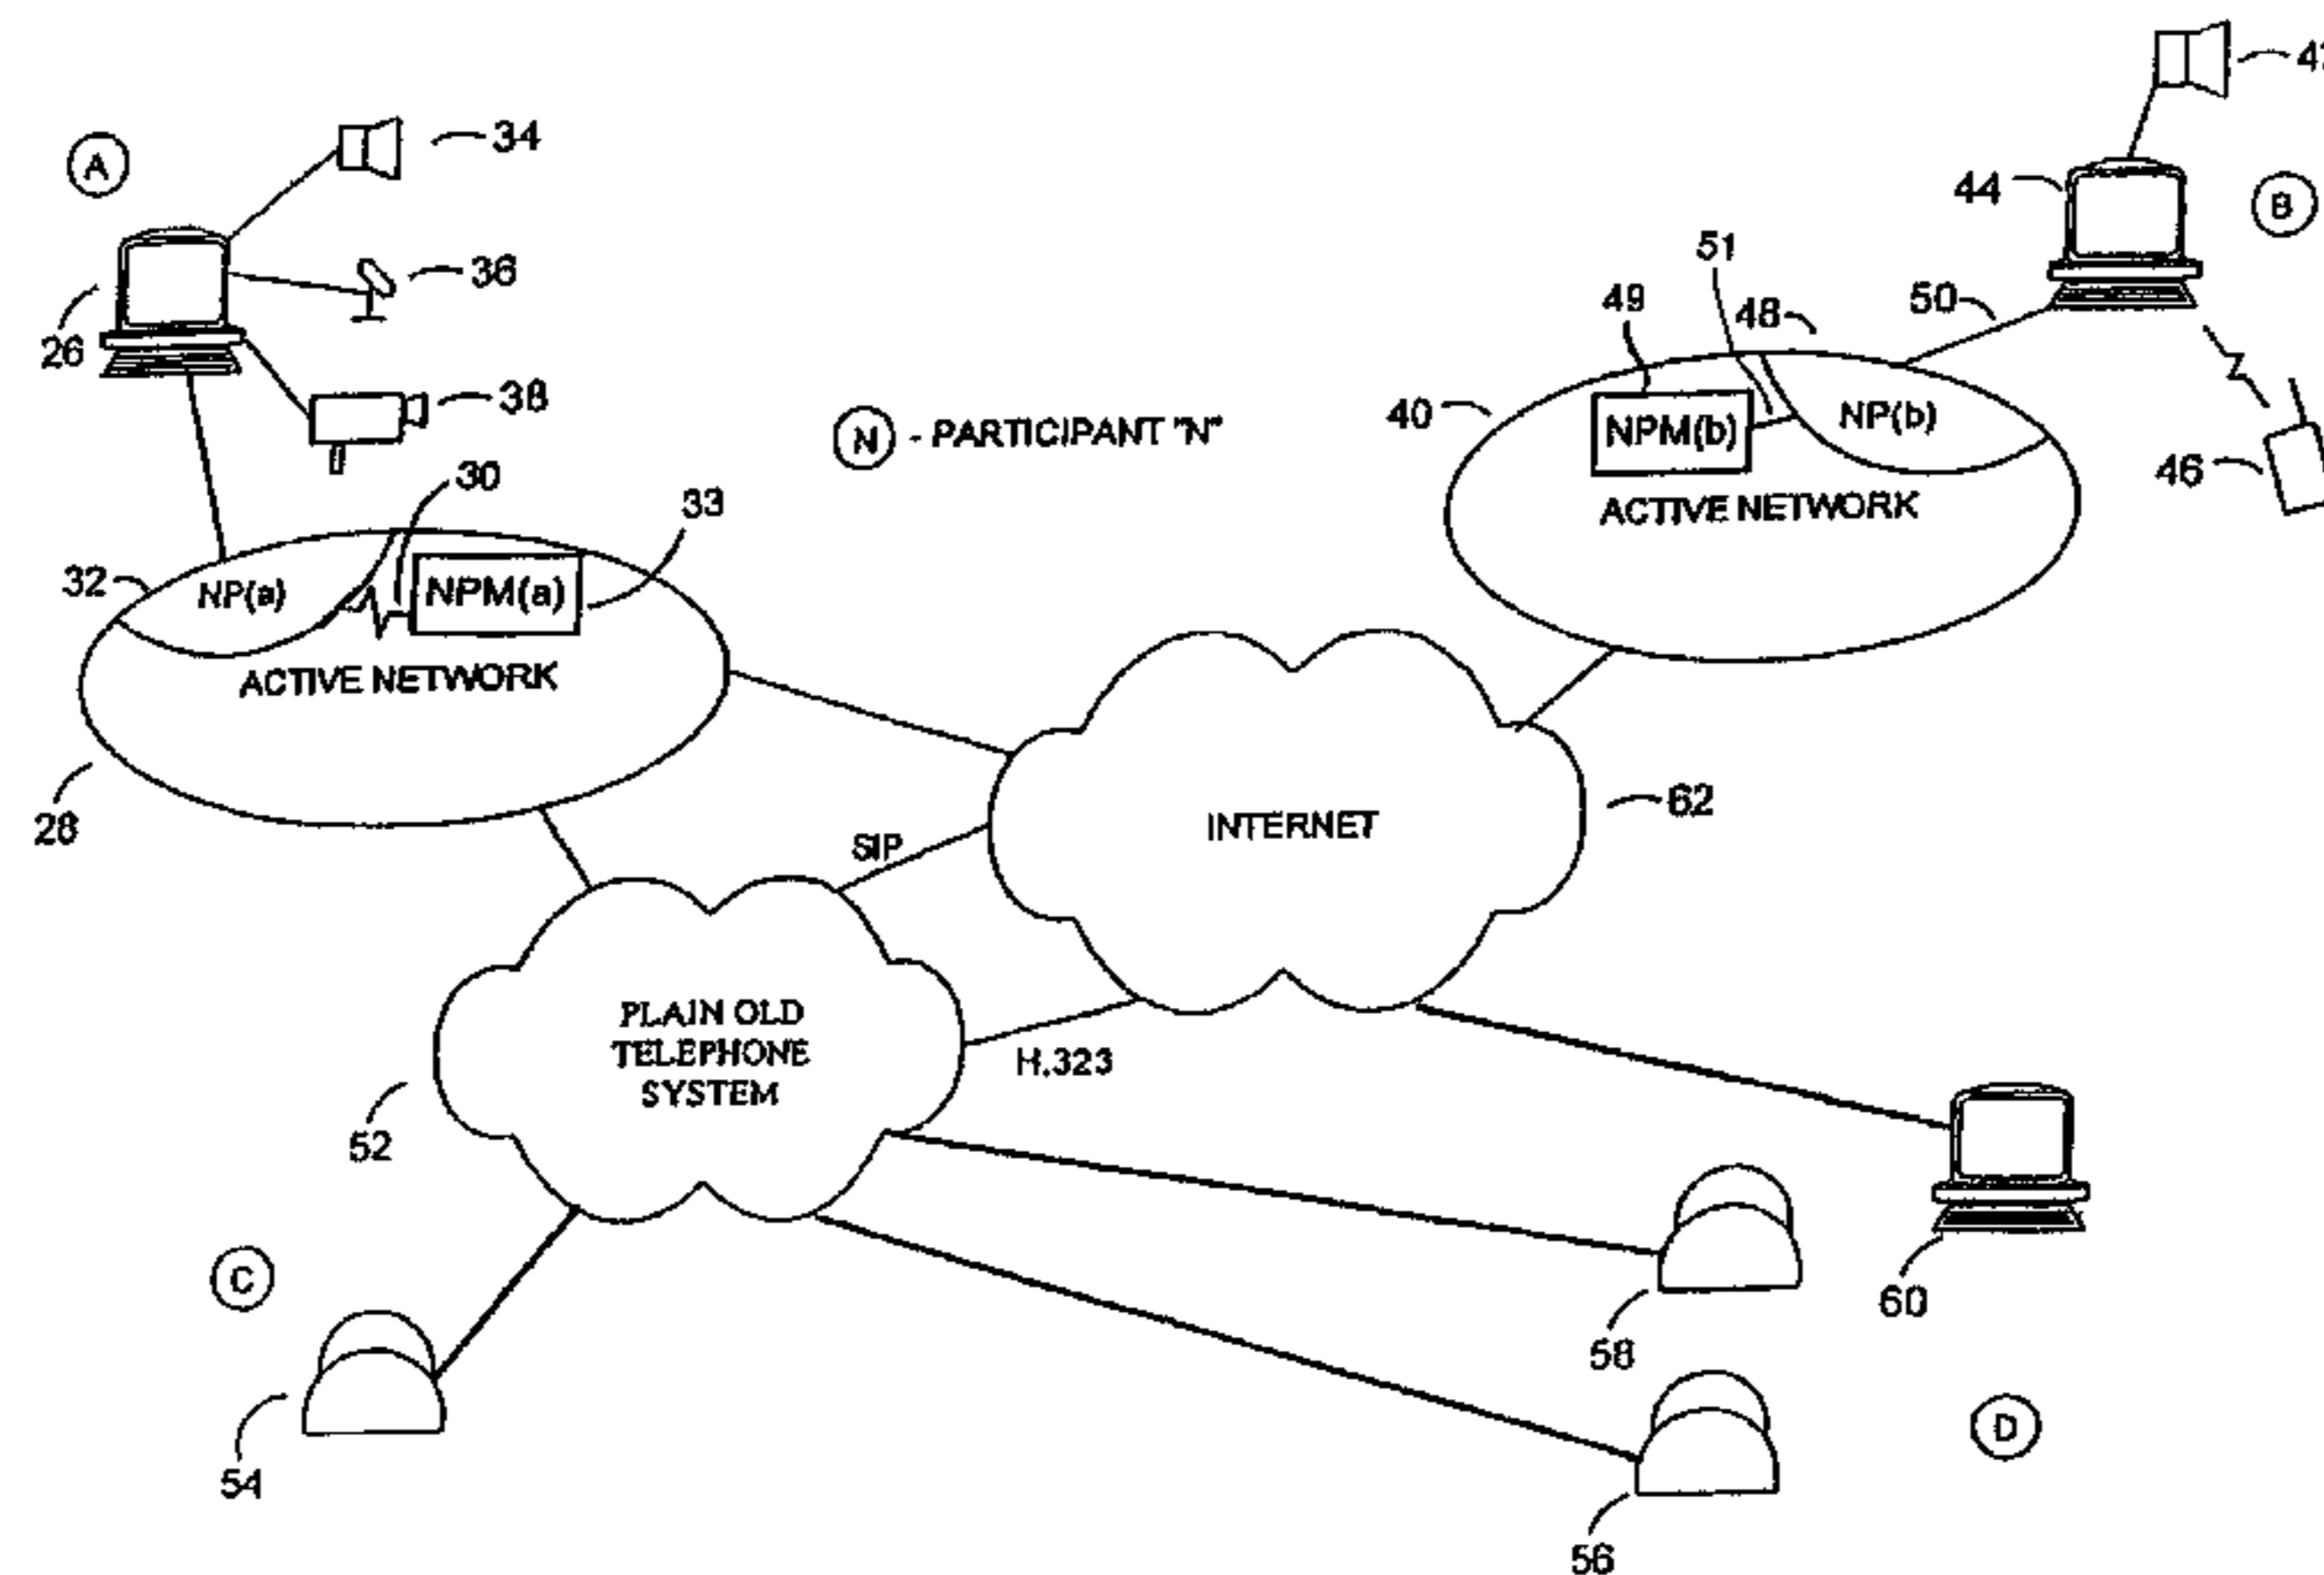 A
34
36
26
38
N - PARTICIPANT "N"
44
B
51
49
48
50
40
NPM(b)
NP(b)
46
ACTIVE NETWORK
30
33
32
NP(a)
NPM(a)
ACTIVE NETWORK
28
62
INTERNET
SIP
PLAIN OLD
TELEPHONE
SYSTEM
H.323
52
C
54
58
60
D
56